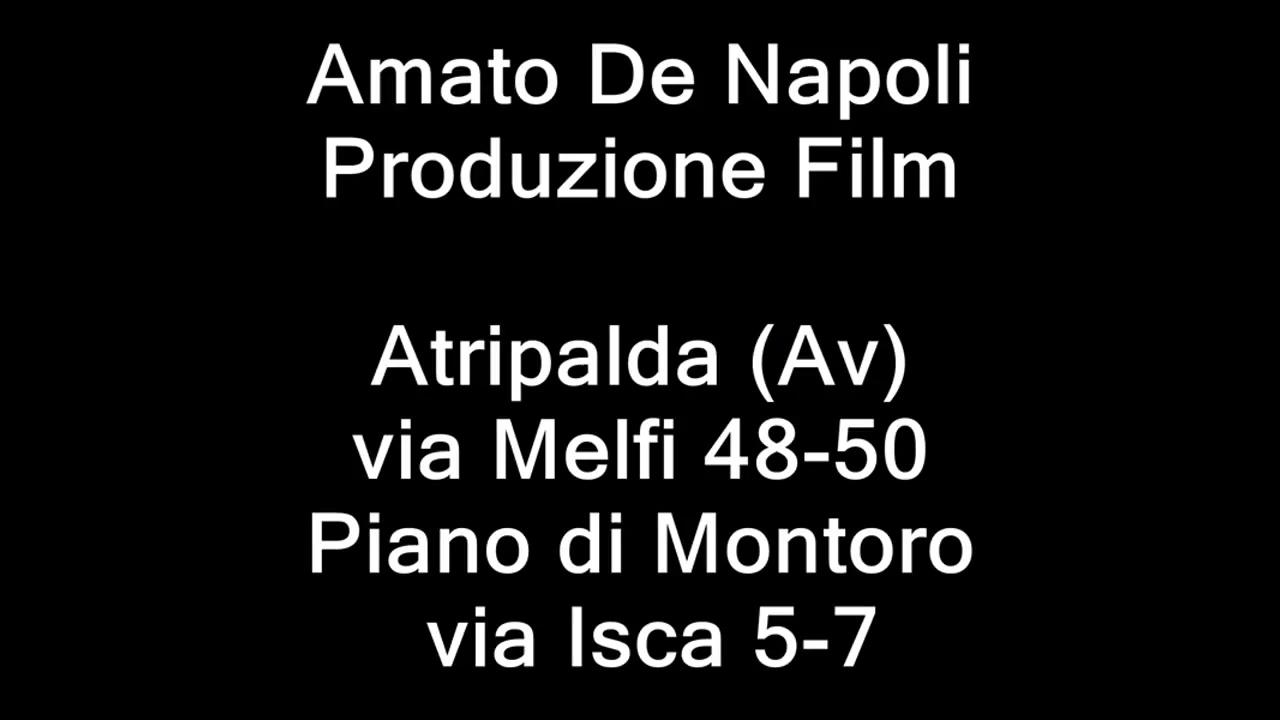 Amato De Napoli
Produzione Film
Atripalda (Av)
via Melfi 48-50
Piano di Montoro
via Isca 5-7